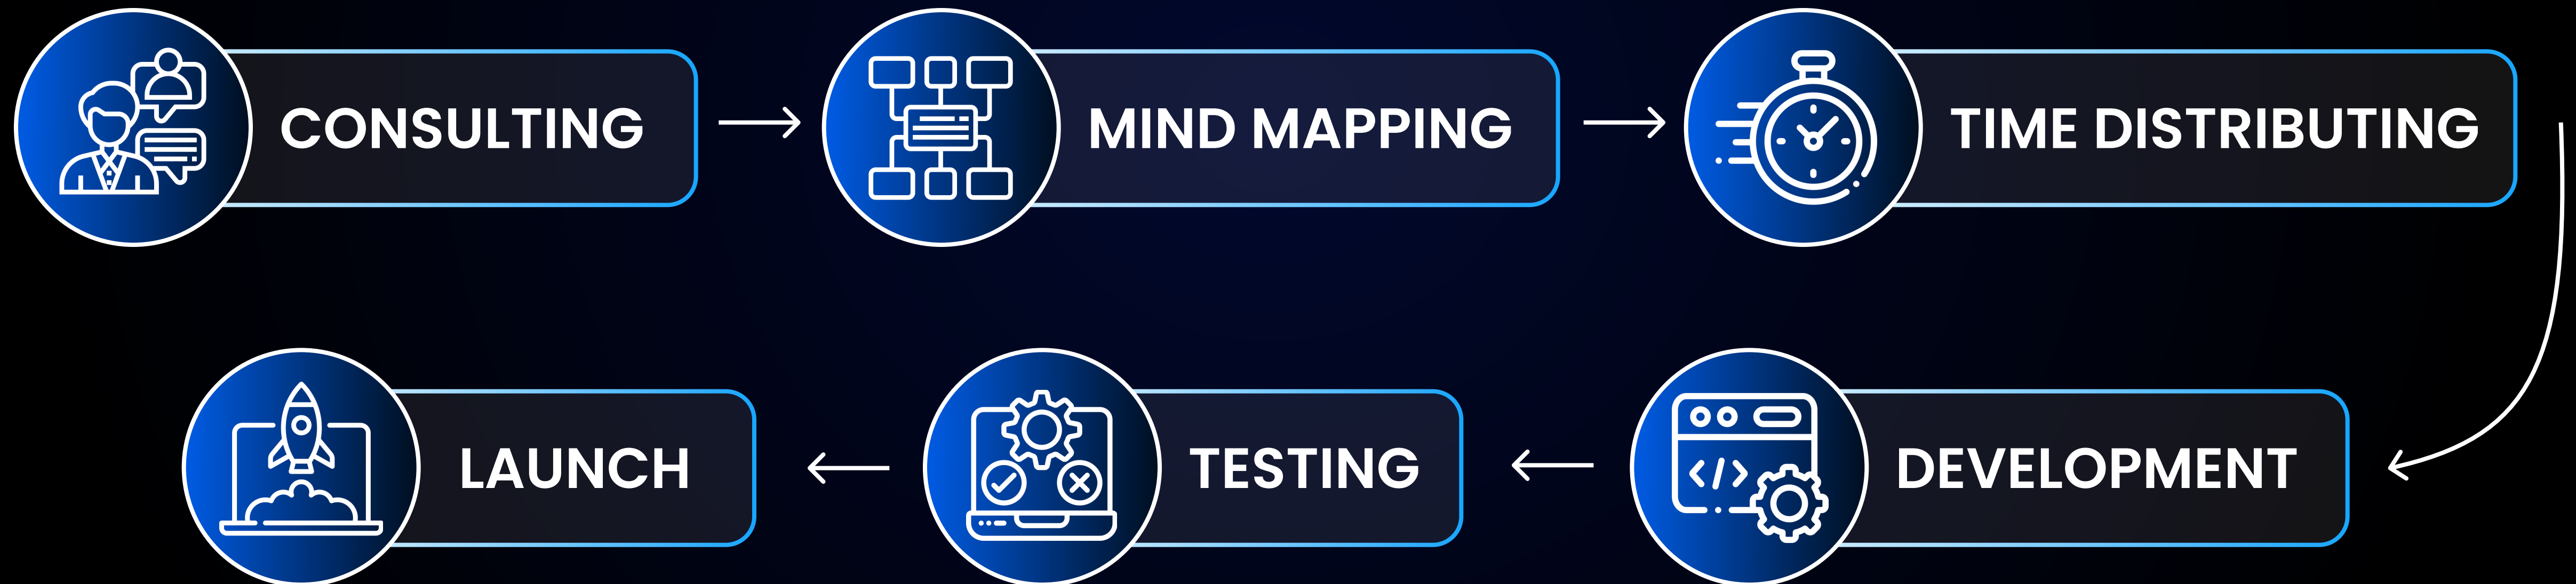 CONSULTING
MIND MAPPING
TIME DISTRIBUTING
DEVELOPMENT
TESTING
LAUNCH